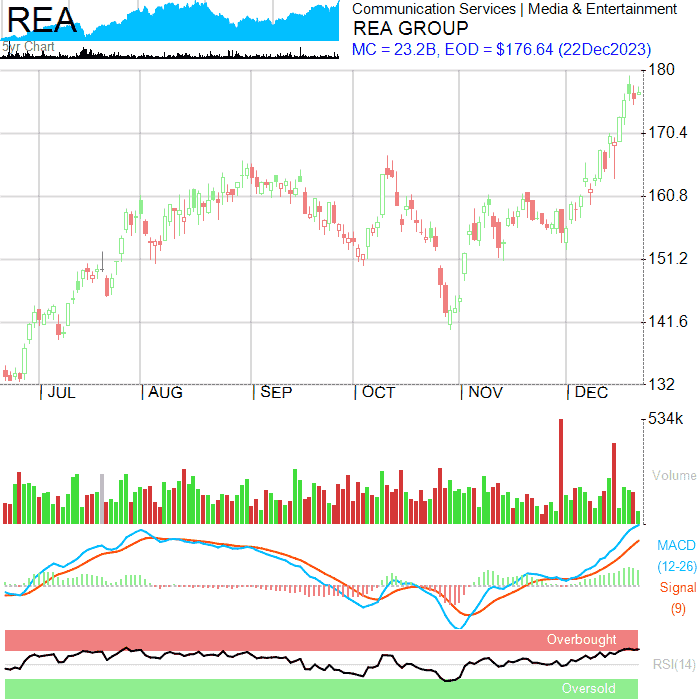 REA
5yr Chart
Communication Services | Media & Entertainment
REA GROUP
MC = 23.2B, EOD = $176.64 (22Dec2023)
180
170.4
160.8
151.2
141.6
132
| JUL | AUG | SEP | OCT | NOV | DEC
534k
Volume
MACD
(12-26)
Signal
(9)
Overbought
RSI(14)
Oversold